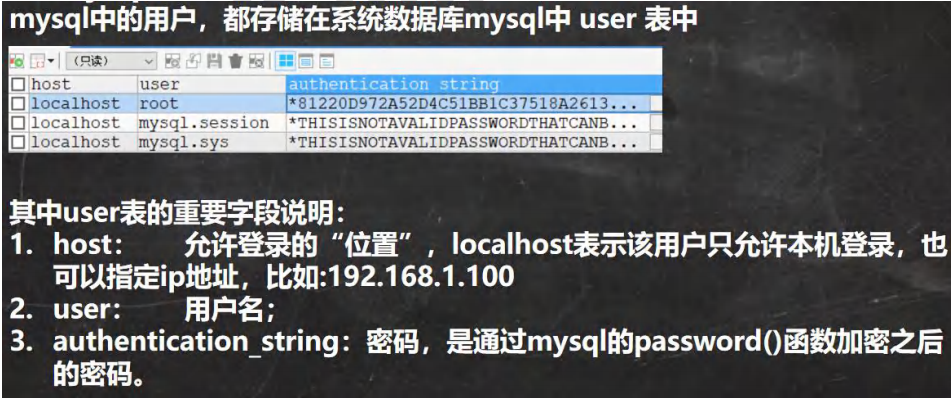 mysql中的用户，都存储在系统数据库mysql中 user 表中
（只读）
host user authentication_string
localhost root *81220D972A52D4C51BB1C37518A2613...
localhost mysql.session *THISISNOTAVALIDPASSWORDTHATCANB...
localhost mysql.sys *THISISNOTAVALIDPASSWORDTHATCANB...
其中user表的重要字段说明：
1. host： 允许登录的“位置”，localhost表示该用户只允许本机登录，也
可以指定ip地址，比如:192.168.1.100
2. user： 用户名；
3. authentication_string：密码，是通过mysql的password()函数加密之后
的密码。